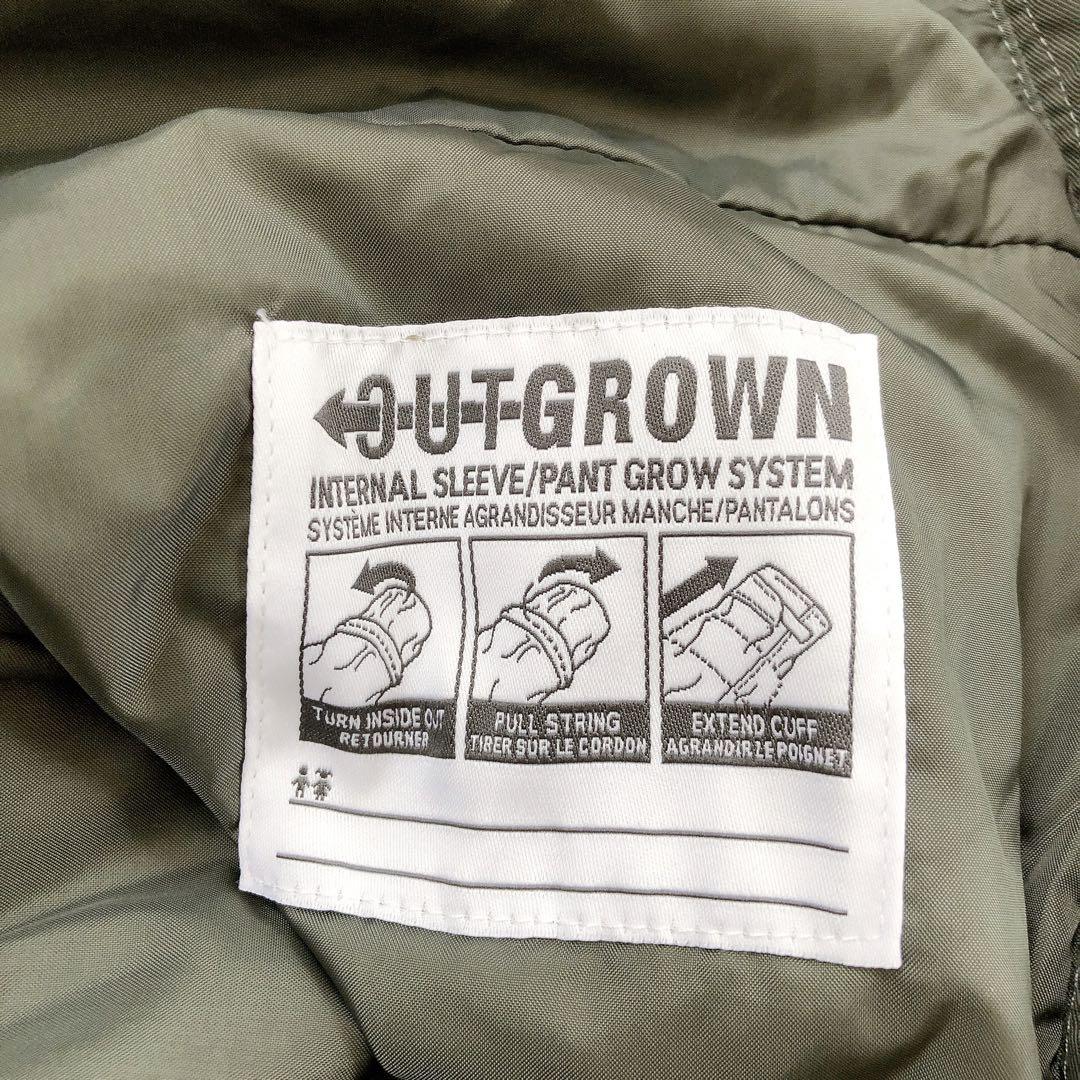 OUTGROWN
INTERNAL SLEEVE/PANT GROW SYSTEM
SYSTÈME INTERNE AGRANDISSEUR MANCHE/PANTALONS
TURN INSIDE OUT
RETOURNER
PULL STRING
TIRER SUR LE CORDON
EXTEND CUFF
AGRANDIR LE POIGNET